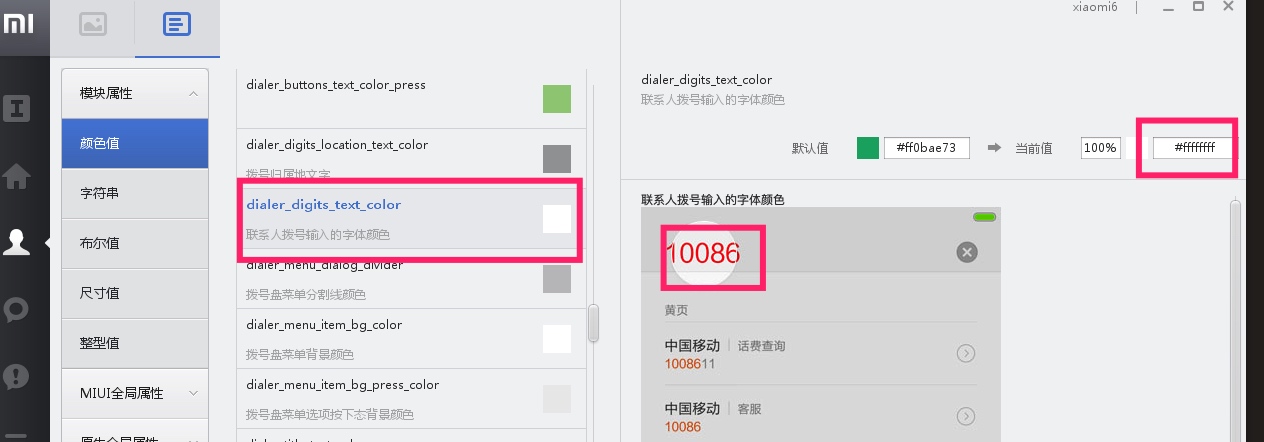 xiaomi6
模块属性
颜色值
字符串
布尔值
尺寸值
整型值
MIUI全局属性
dialer_buttons_text_color_press
dialer_digits_location_text_color
拨号归属地文字
dialer_digits_text_color
联系人拨号输入的字体颜色
dialer_menu_dialog_divider
拨号盘菜单分割线颜色
dialer_menu_item_bg_color
拨号盘菜单背景颜色
dialer_menu_item_bg_press_color
拨号盘菜单选项按下态背景颜色
dialer_digits_text_color
联系人拨号输入的字体颜色
默认值 #ff0bae73 当前值 100% #ffffffff
联系人拨号输入的字体颜色
10086
黄页
中国移动 话费查询
1008611
中国移动 客服
10086